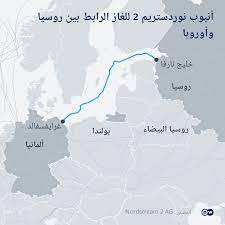 أنبوب نوردستريم 2 للغاز الرابط بين روسيا
وأوروبا
خليج نارفا
روسيا
غرايفسفالد
بولندا
روسيا البيضاء
ألمانيا
المصدر: Nordstream 2 AG
DW